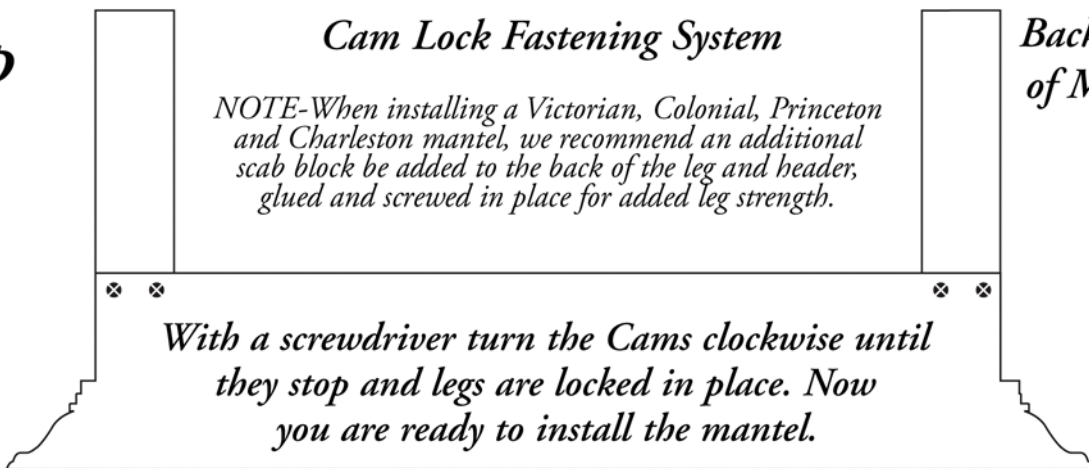 Cam Lock Fastening System
NOTE-When installing a Victorian, Colonial, Princeton
and Charleston mantel, we recommend an additional
scab block be added to the back of the leg and header,
glued and screwed in place for added leg strength.
With a screwdriver turn the Cams clockwise until
they stop and legs are locked in place. Now
you are ready to install the mantel.
Back
of